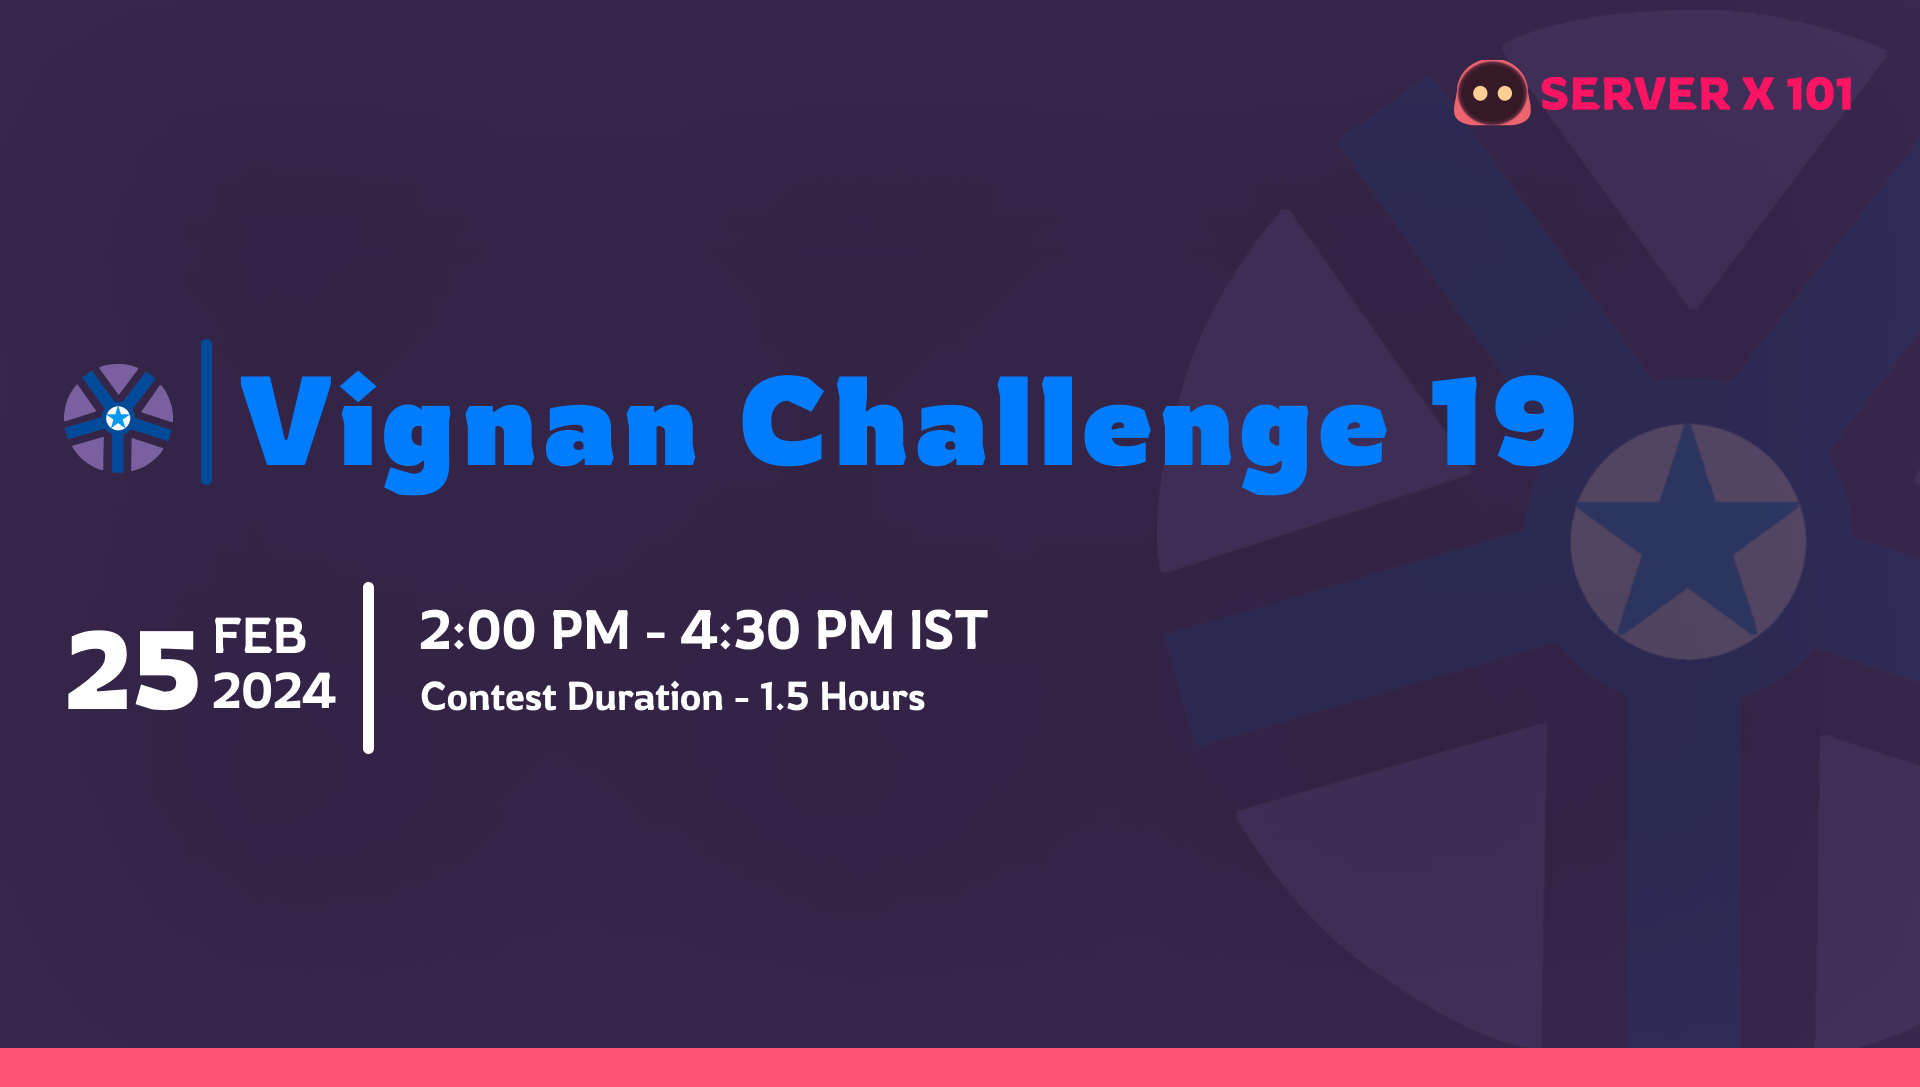 SERVER X 101
Vignan Challenge 19
25 FEB 2024
2:00 PM - 4:30 PM IST
Contest Duration - 1.5 Hours